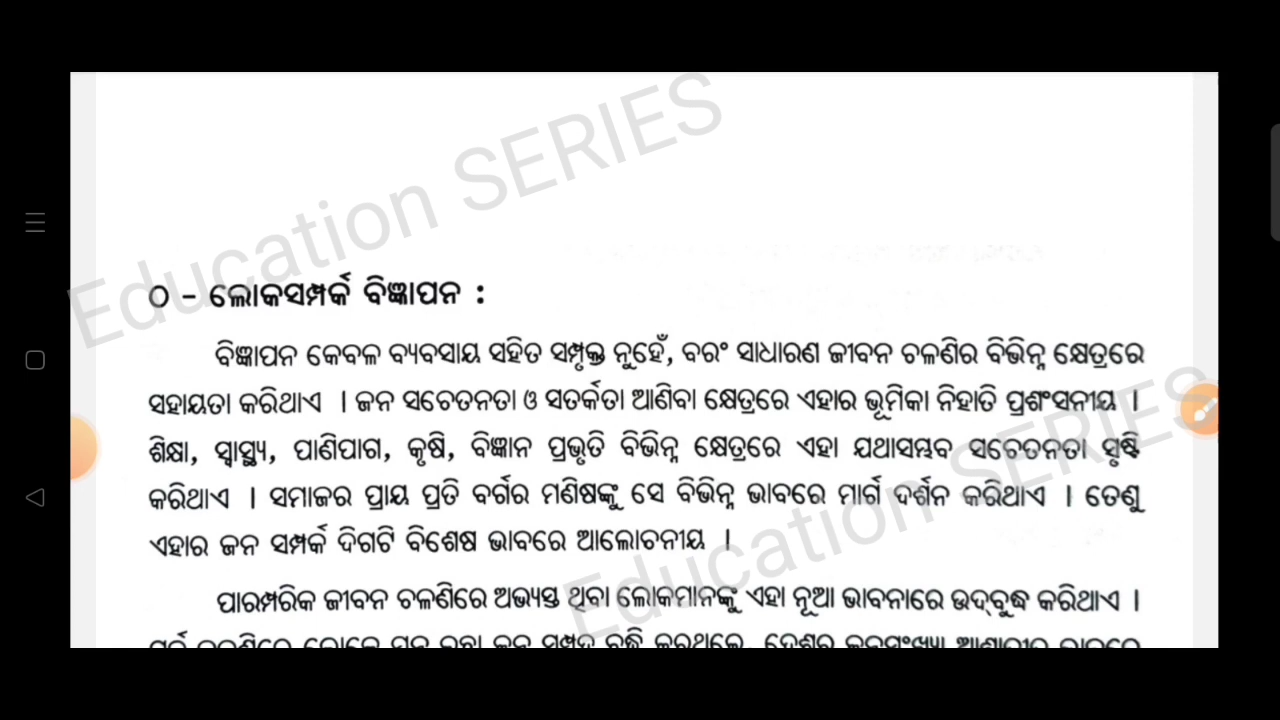 Education SERIES
୦ – ଲୋକସମ୍ପର୍କ ବିଜ୍ଞାପନ :
ବିଜ୍ଞାପନ କେବଳ ବ୍ୟବସାୟ ସହିତ ସମ୍ପୃକ୍ତ ନୁହେଁ, ବରଂ ସାଧାରଣ ଜୀବନ ଚଳଣିର ବିଭିନ୍ନ କ୍ଷେତ୍ରରେ
ସହାୟତା କରିଥାଏ । ଜନ ସଚେତନତା ଓ ସତର୍କତା ଆଣିବା କ୍ଷେତ୍ରରେ ଏହାର ଭୂମିକା ନିହାତି ପ୍ରଶଂସନୀୟ ।
ଶିକ୍ଷା, ସ୍ୱାସ୍ଥ୍ୟ, ପାଣିପାଗ, କୃଷି, ବିଜ୍ଞାନ ପ୍ରଭୃତି ବିଭିନ୍ନ କ୍ଷେତ୍ରରେ ଏହା ଯଥାସମ୍ଭବ ସଚେତନତା ସୃଷ୍ଟି
କରିଥାଏ । ସମାଜର ପ୍ରାୟ ପ୍ରତି ବର୍ଗର ମଣିଷଙ୍କୁ ସେ ବିଭିନ୍ନ ଭାବରେ ମାର୍ଗ ଦର୍ଶନ କରିଥାଏ । ତେଣୁ
ଏହାର ଜନ ସମ୍ପର୍କ ଦିଗଟି ବିଶେଷ ଭାବରେ ଆଲୋଚନୀୟ ।
Education SERIES
ପାରମ୍ପରିକ ଜୀବନ ଚଳଣିରେ ଅଭ୍ୟସ୍ତ ଥିବା ଲୋକମାନଙ୍କୁ ଏହା ନୂଆ ଭାବନାରେ ଉଦ୍‌ବୁଦ୍ଧ କରିଥାଏ ।